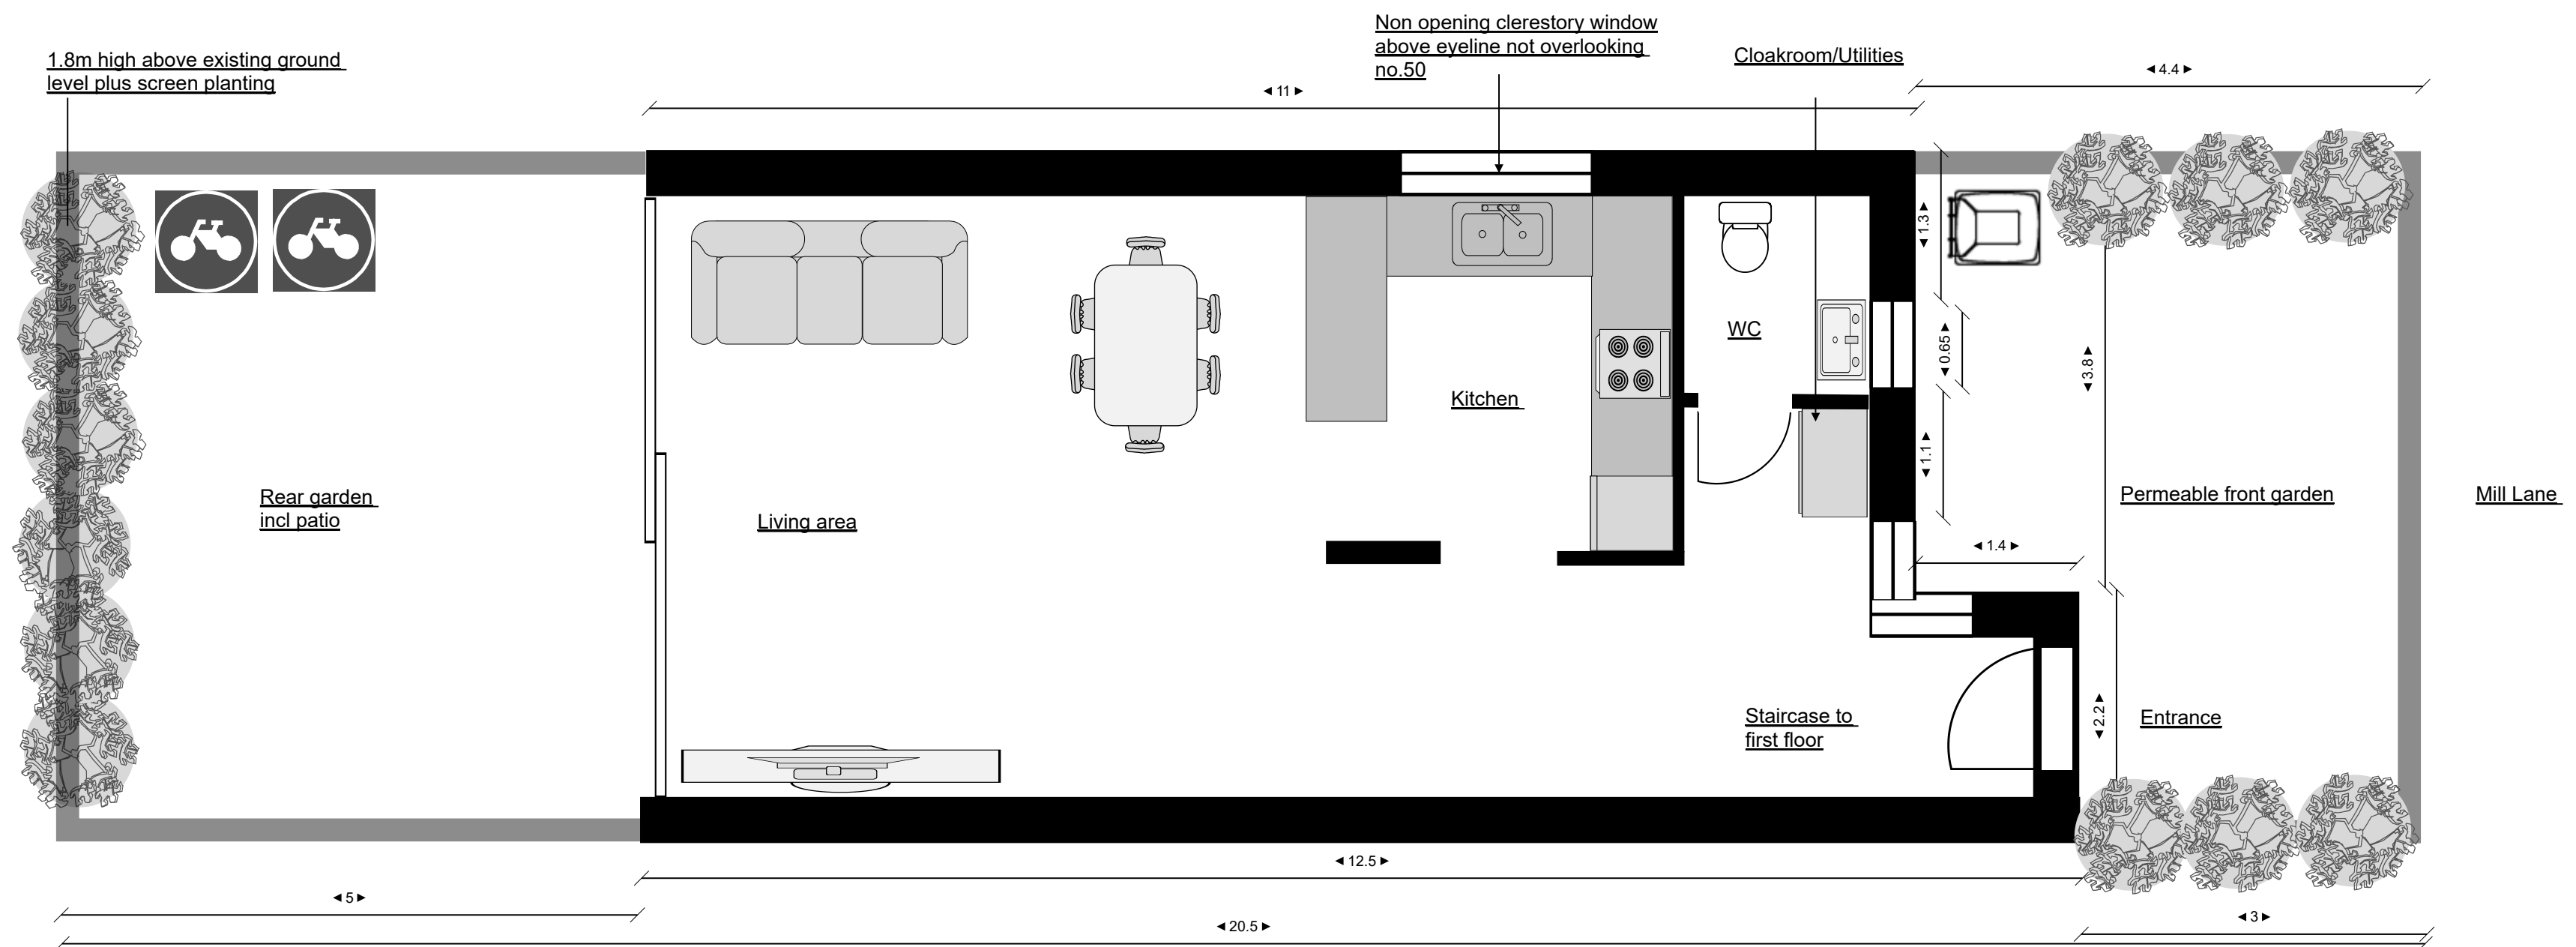 Non opening clerestory window
above eyeline not overlooking
no.50
1.8m high above existing ground
level plus screen planting
Cloakroom/Utilities
4.4
11
1.3
0.65
3.8
WC
Kitchen
1.1
Rear garden
incl patio
Living area
Permeable front garden
Mill Lane
1.4
Staircase to
first floor
2.2
Entrance
12.5
5
3
20.5